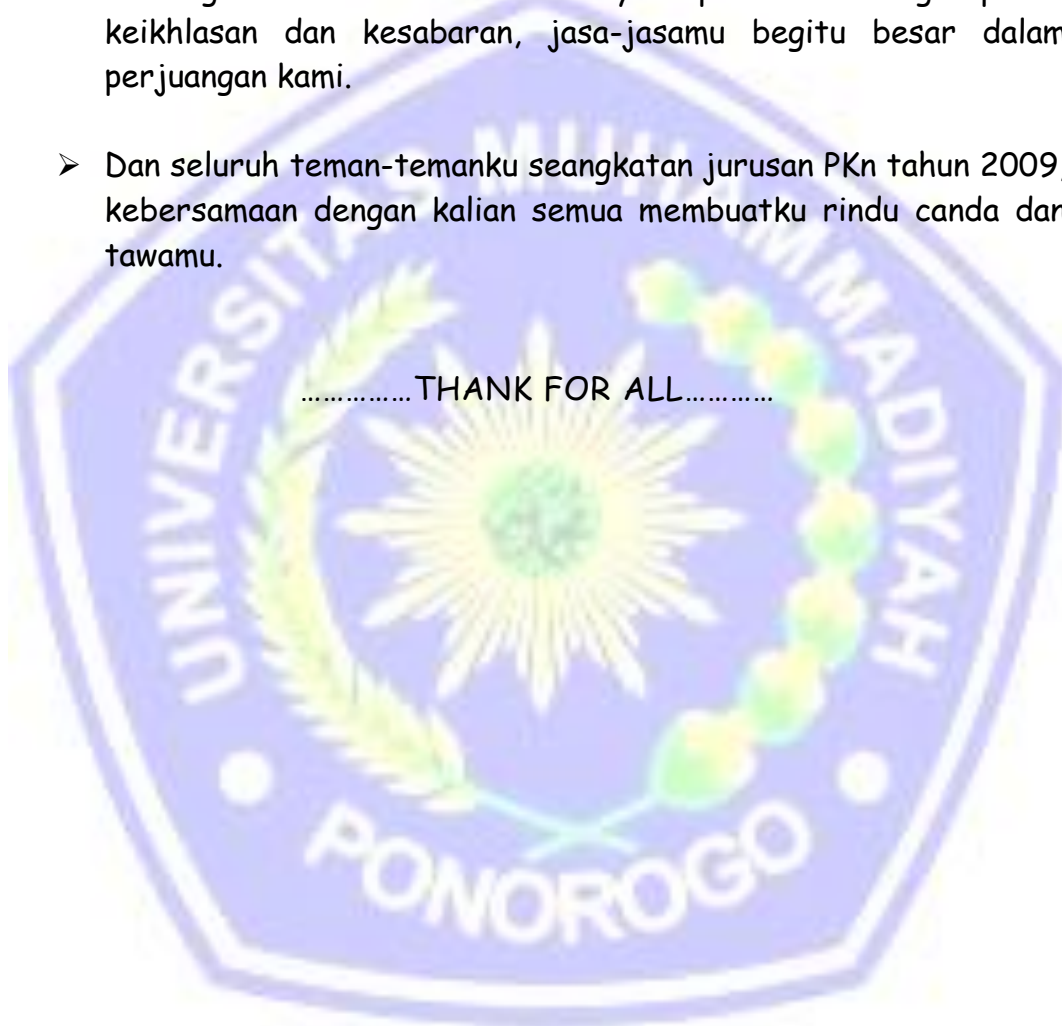 keikhlasan dan kesabaran, jasa-jasamu begitu besar dalam
perjuangan kami.
➢ Dan seluruh teman-temanku seangkatan jurusan PKn tahun 2009,
kebersamaan dengan kalian semua membuatku rindu canda dan
tawamu.
……………THANK FOR ALL…………
UNIVERSITAS MUHAMMADIYAH
PONOROGO